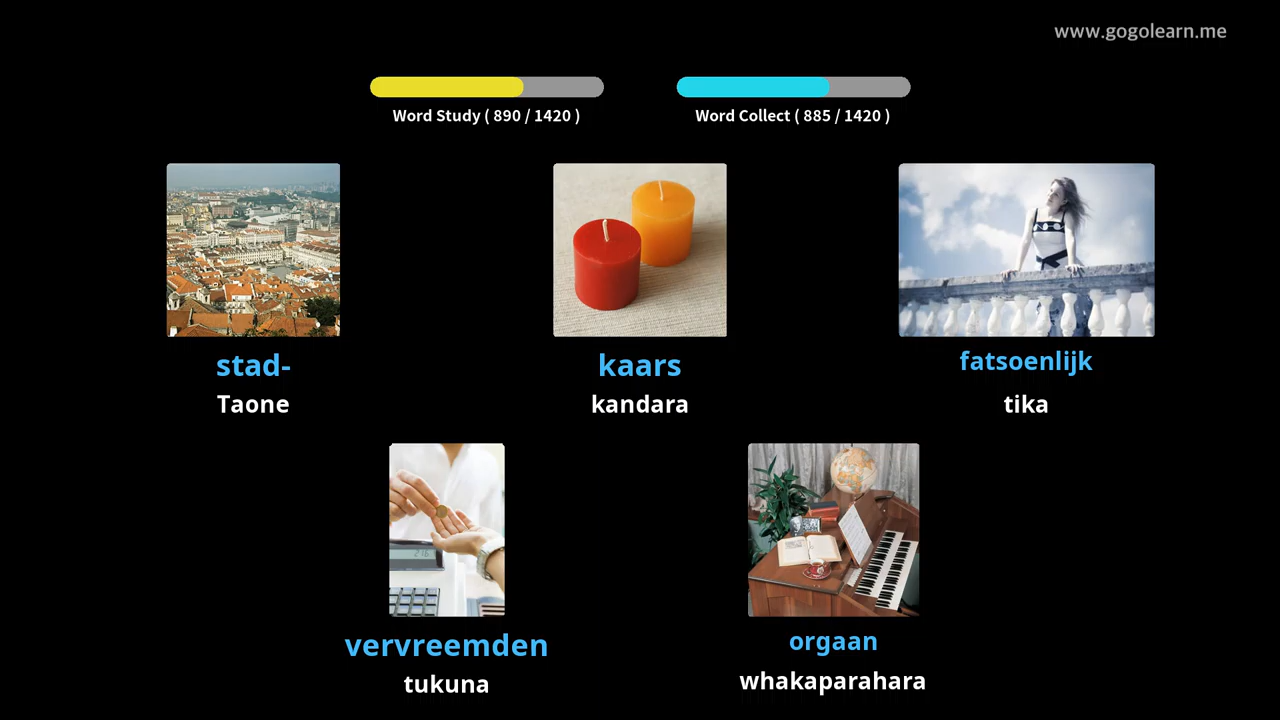 www.gogolearn.me
Word Study ( 890 / 1420 )
Word Collect ( 885 / 1420 )
stad-
Taone
kaars
kandara
fatsoenlijk
tika
vervreemden
tukuna
orgaan
whakaparahara